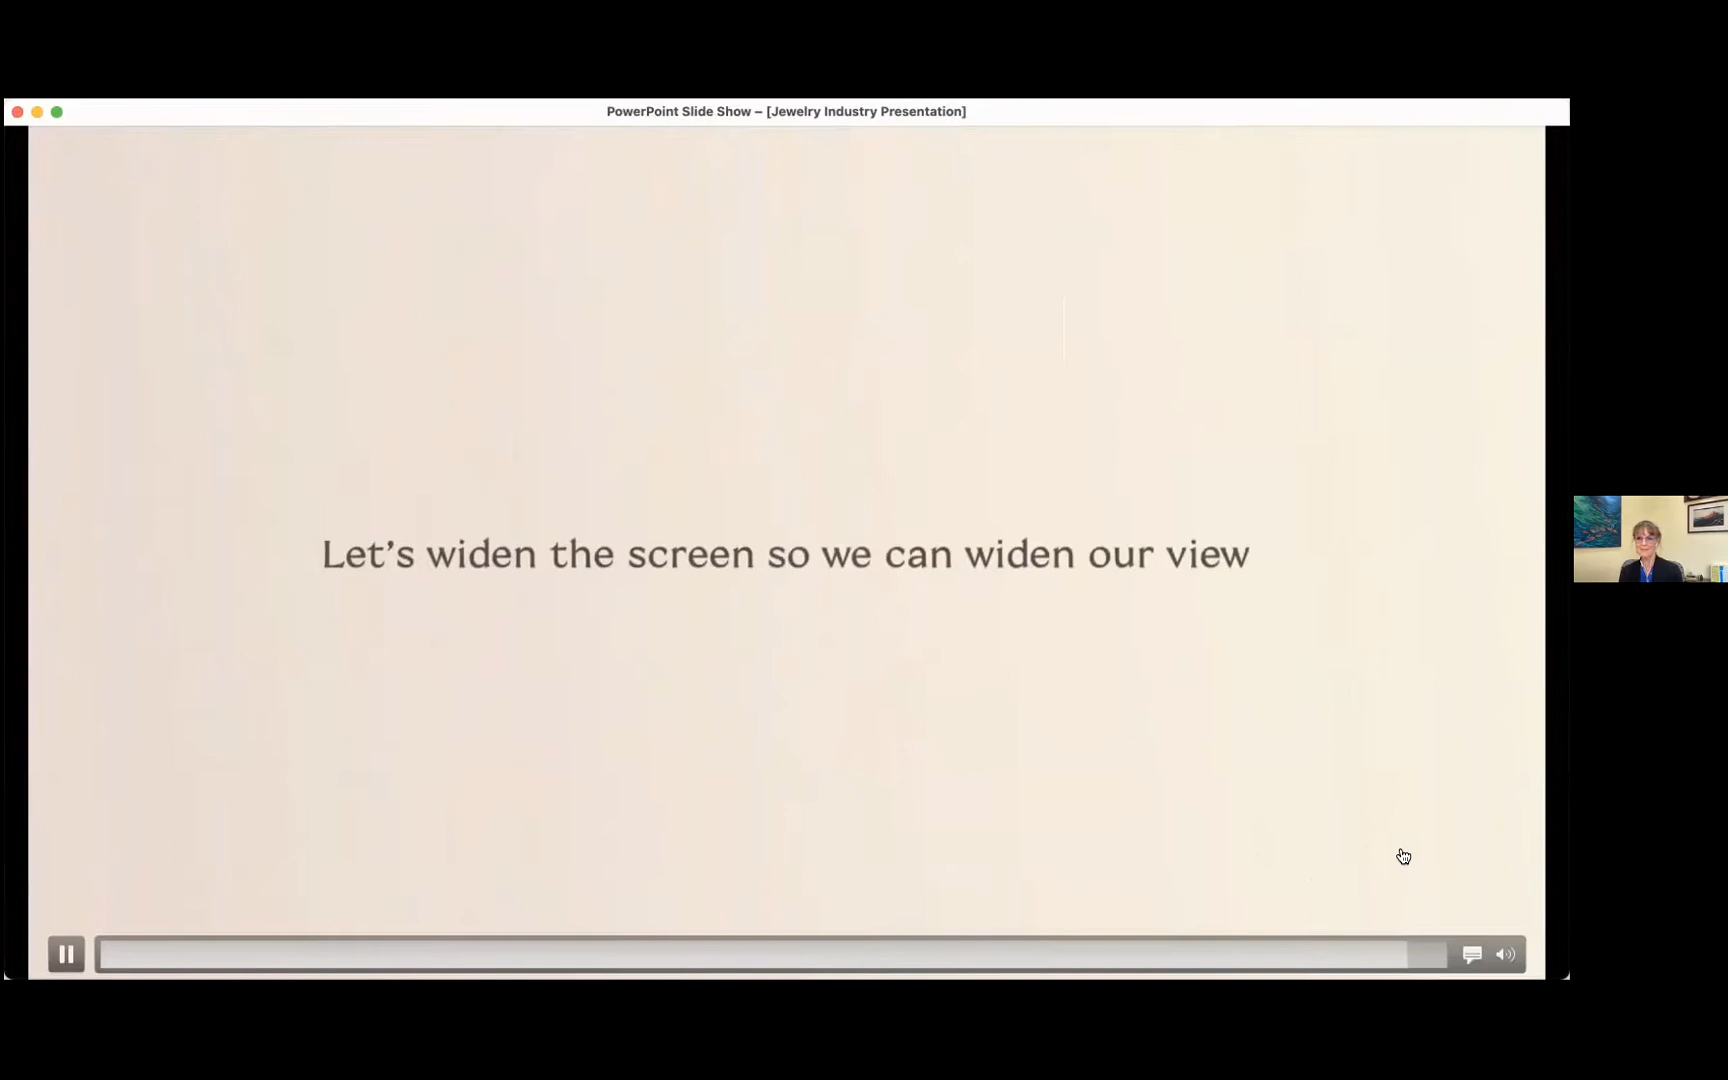 PowerPoint Slide Show – [Jewelry Industry Presentation]
Let’s widen the screen so we can widen our view